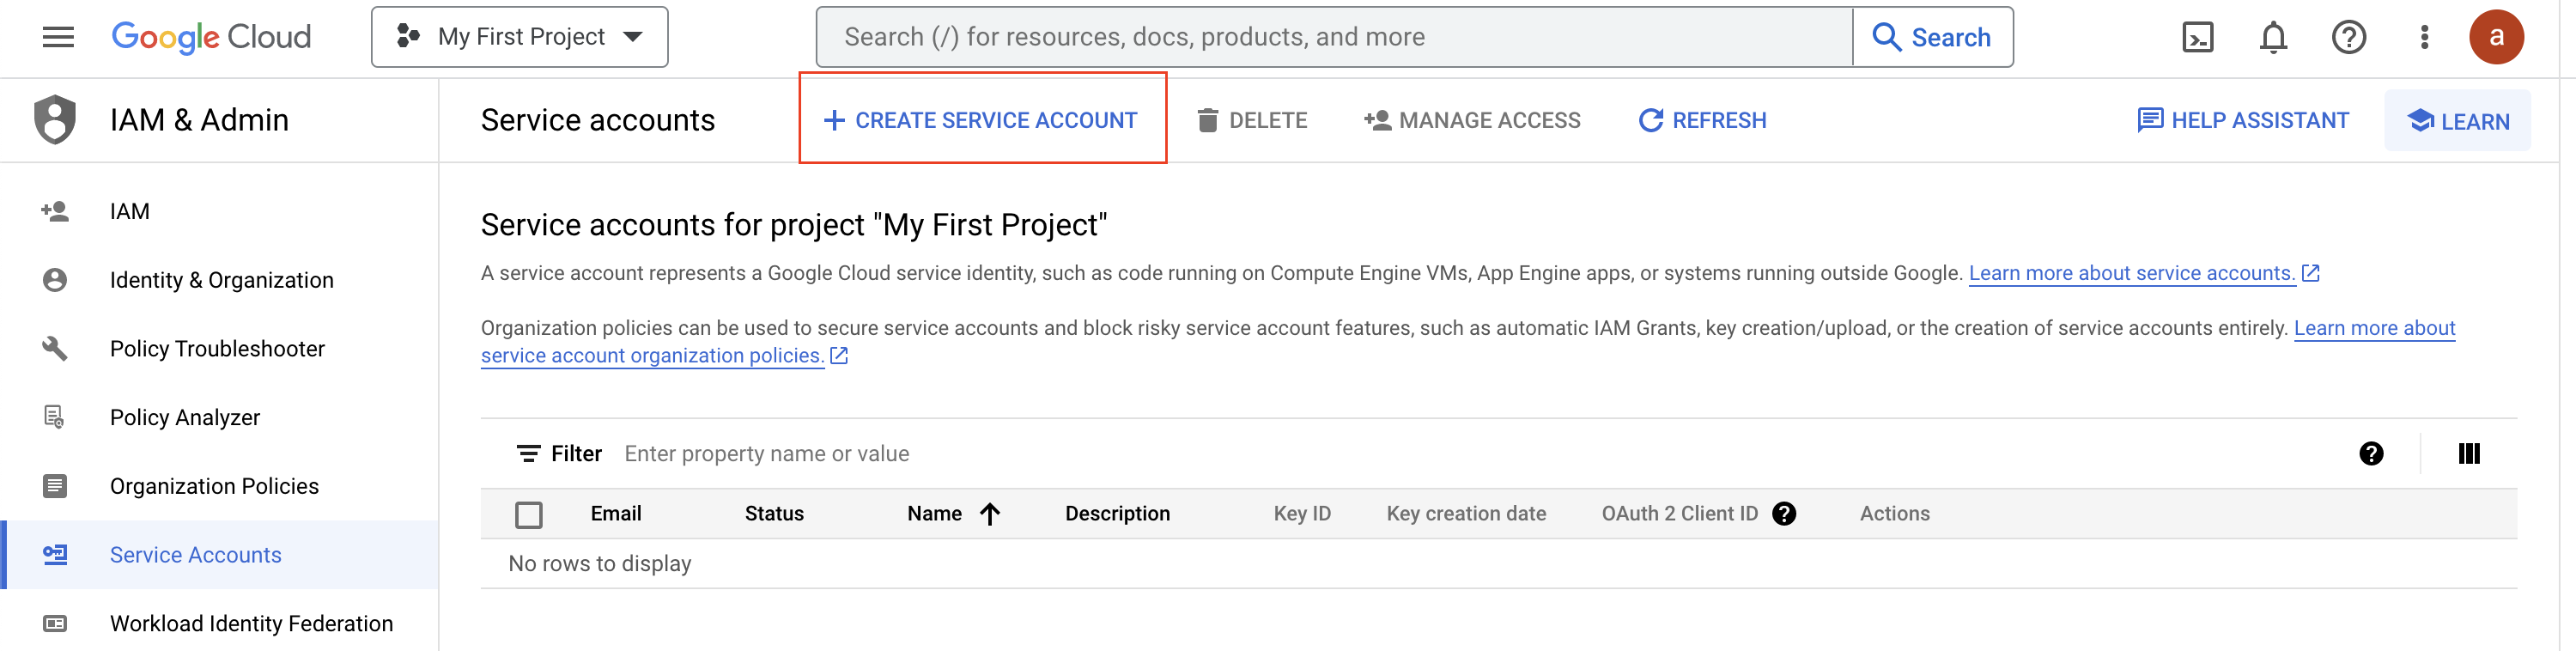 Google Cloud
My First Project
Search (/) for resources, docs, products, and more
Search
a
IAM & Admin
Service accounts
CREATE SERVICE ACCOUNT
DELETE
MANAGE ACCESS
REFRESH
HELP ASSISTANT
LEARN
IAM
Identity & Organization
Policy Troubleshooter
Policy Analyzer
Organization Policies
Service Accounts
Workload Identity Federation
Service accounts for project "My First Project"
A service account represents a Google Cloud service identity, such as code running on Compute Engine VMs, App Engine apps, or systems running outside Google. Learn more about service accounts.
Organization policies can be used to secure service accounts and block risky service account features, such as automatic IAM Grants, key creation/upload, or the creation of service accounts entirely. Learn more about
service account organization policies.
Filter Enter property name or value
Email Status Name Description Key ID Key creation date OAuth 2 Client ID Actions
No rows to display